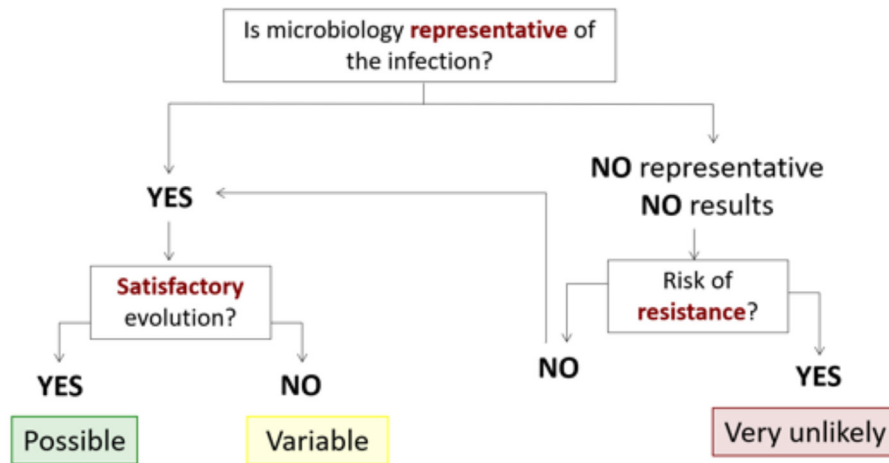 Is microbiology representative of
the infection?
YES
NO representative
NO results
Satisfactory
evolution?
Risk of
resistance?
YES
NO
NO
YES
Possible
Variable
Very unlikely